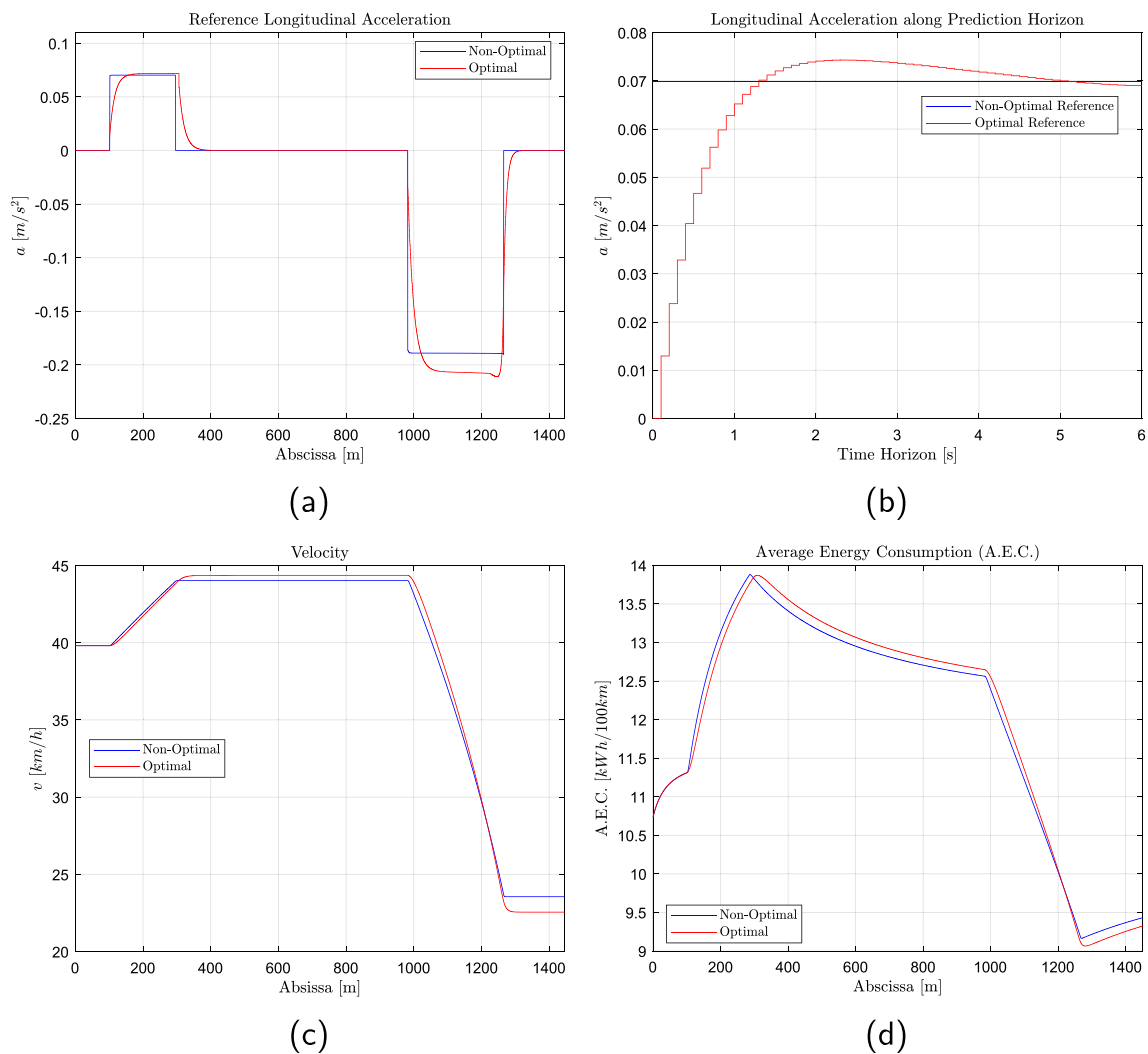 Reference Longitudinal Acceleration
0.1
0.05
0
-0.05
-0.1
-0.15
-0.2
-0.25
a [m/s²]
Non-Optimal
Optimal
0 200 400 600 800 1000 1200 1400
Abscissa [m]
(a)
Longitudinal Acceleration along Prediction Horizon
0.08
0.07
0.06
0.05
0.04
0.03
0.02
0.01
0
a [m/s²]
Non-Optimal Reference
Optimal Reference
0 1 2 3 4 5 6
Time Horizon [s]
(b)
Velocity
45
40
35
30
25
20
v [km/h]
Non-Optimal
Optimal
0 200 400 600 800 1000 1200 1400
Absissa [m]
(c)
Average Energy Consumption (A.E.C.)
14
13.5
13
12.5
12
11.5
11
10.5
10
9.5
9
A.E.C. [kWh/100km]
Non-Optimal
Optimal
0 200 400 600 800 1000 1200 1400
Abscissa [m]
(d)